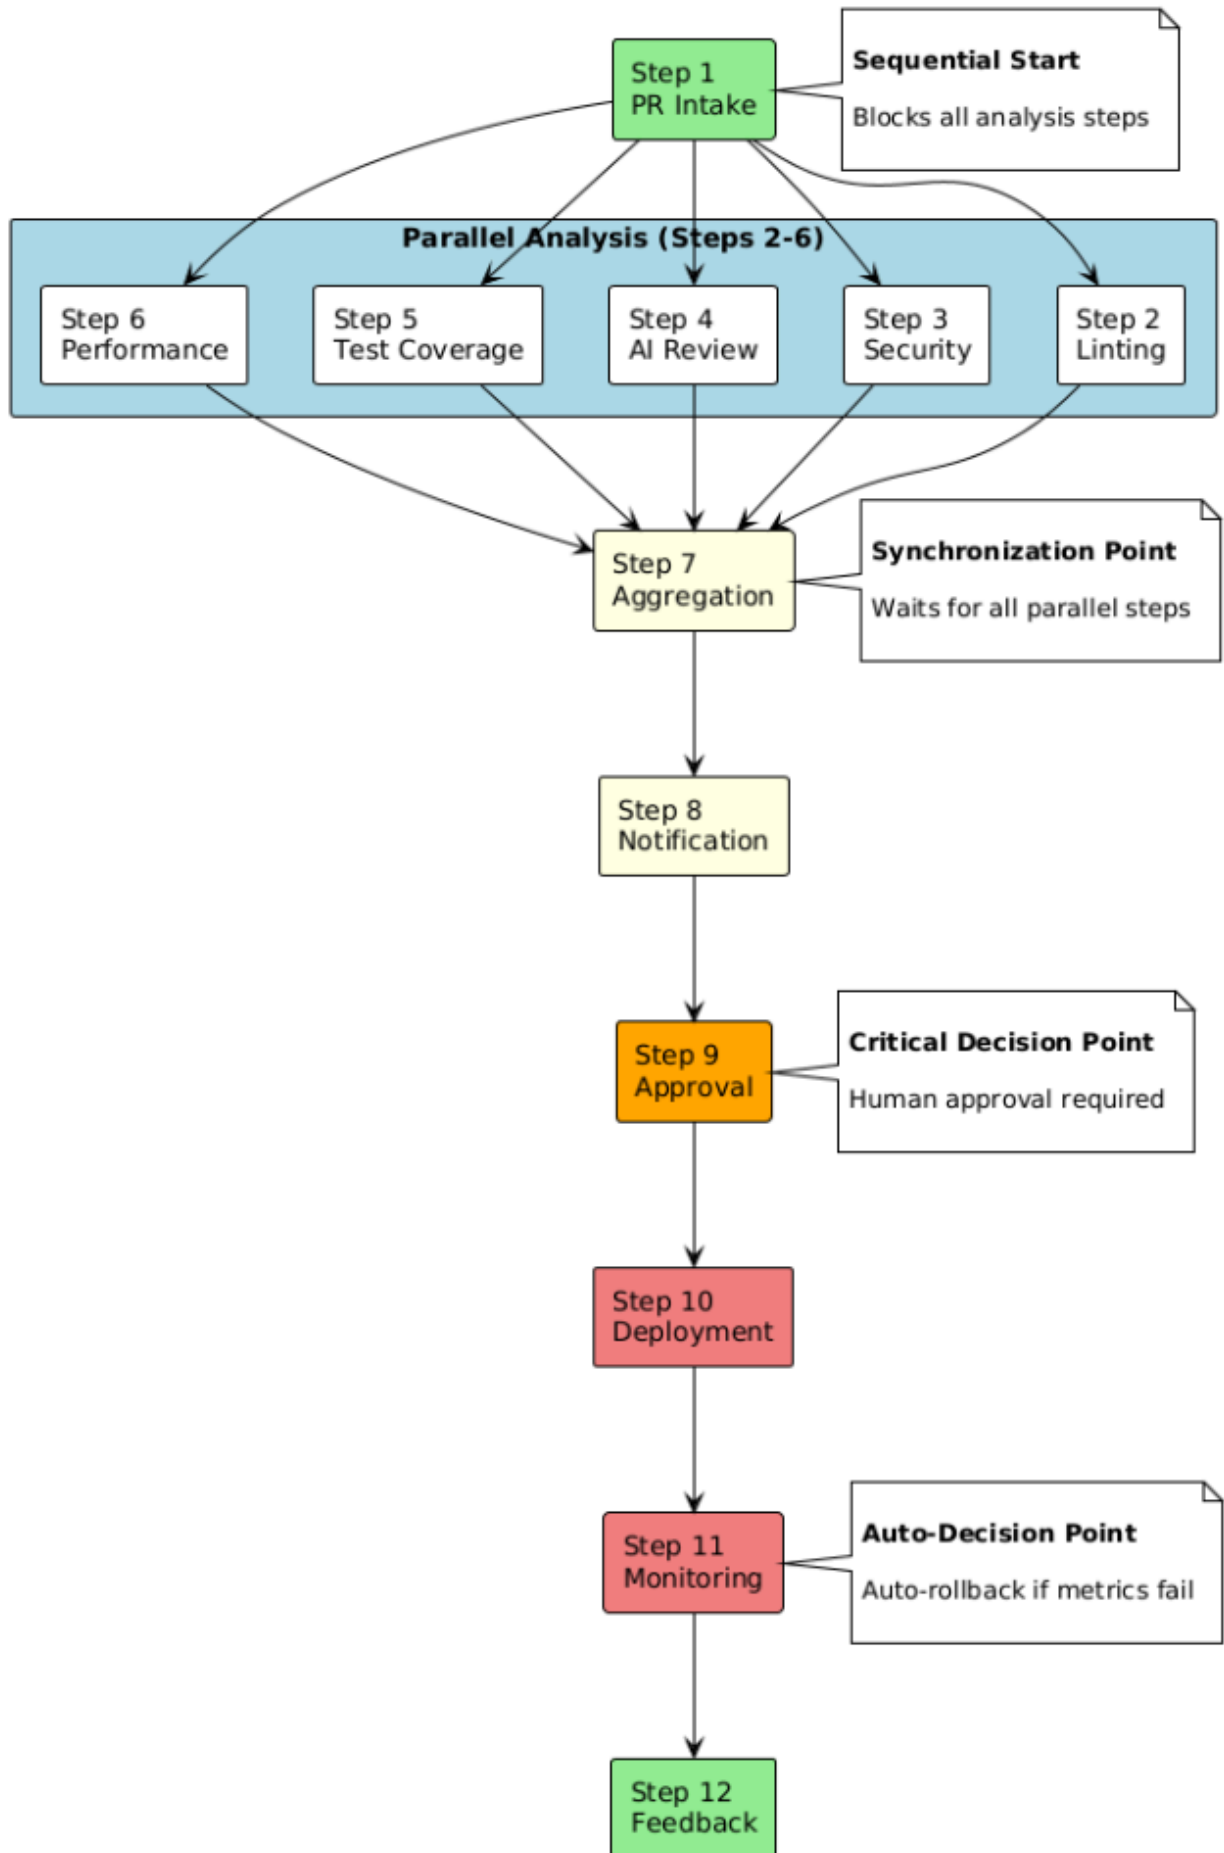 Step 1
PR Intake
Sequential Start
Blocks all analysis steps
Parallel Analysis (Steps 2-6)
Step 6
Performance
Step 5
Test Coverage
Step 4
AI Review
Step 3
Security
Step 2
Linting
Step 7
Aggregation
Synchronization Point
Waits for all parallel steps
Step 8
Notification
Step 9
Approval
Critical Decision Point
Human approval required
Step 10
Deployment
Step 11
Monitoring
Auto-Decision Point
Auto-rollback if metrics fail
Step 12
Feedback